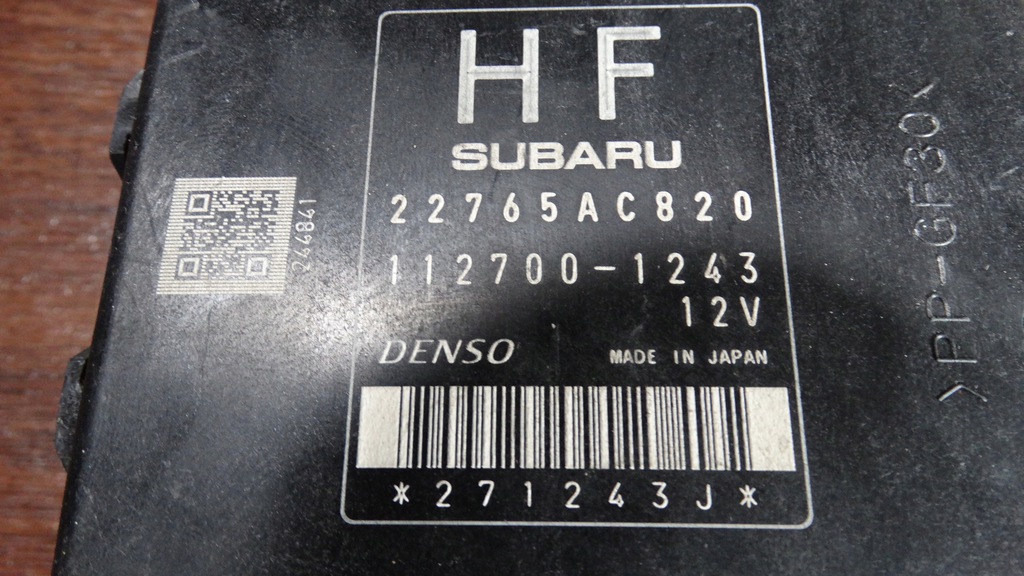 HF
SUBARU
22765AC820
112700-1243
12V
DENSO MADE IN JAPAN
*271243J*
244841
>PP-GF30<